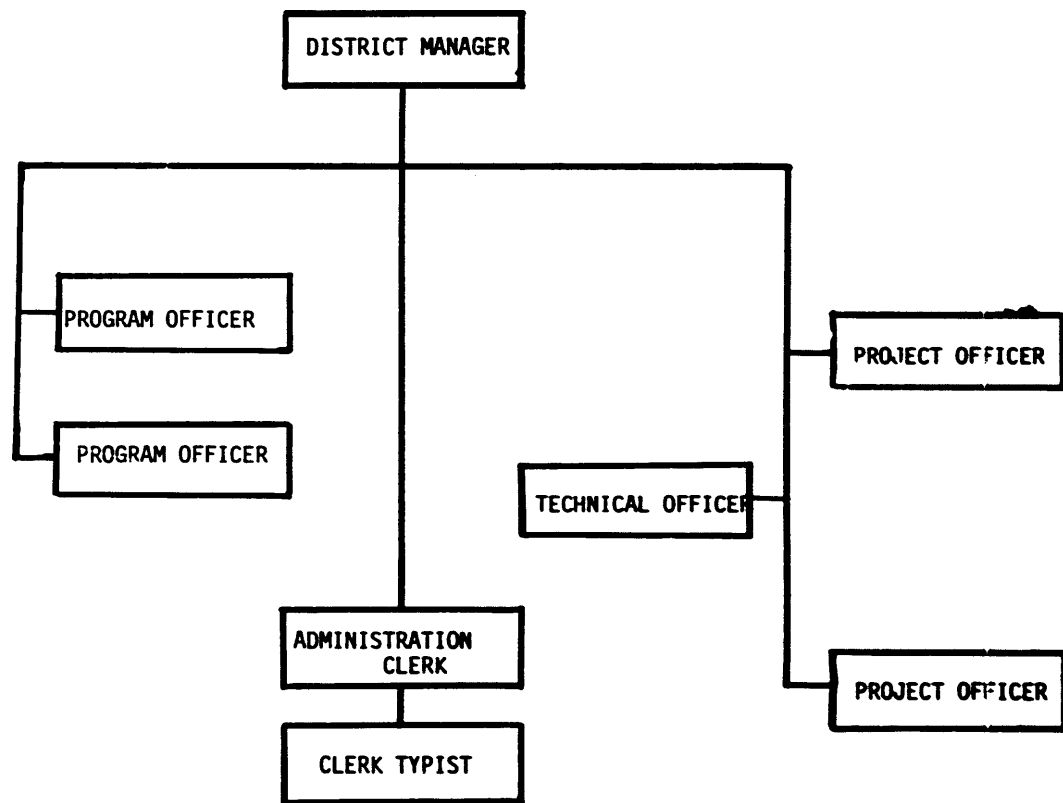 DISTRICT MANAGER
PROGRAM OFFICER
PROJECT OFFICER
PROGRAM OFFICER
TECHNICAL OFFICER
ADMINISTRATION
CLERK
PROJECT OFFICER
CLERK TYPIST